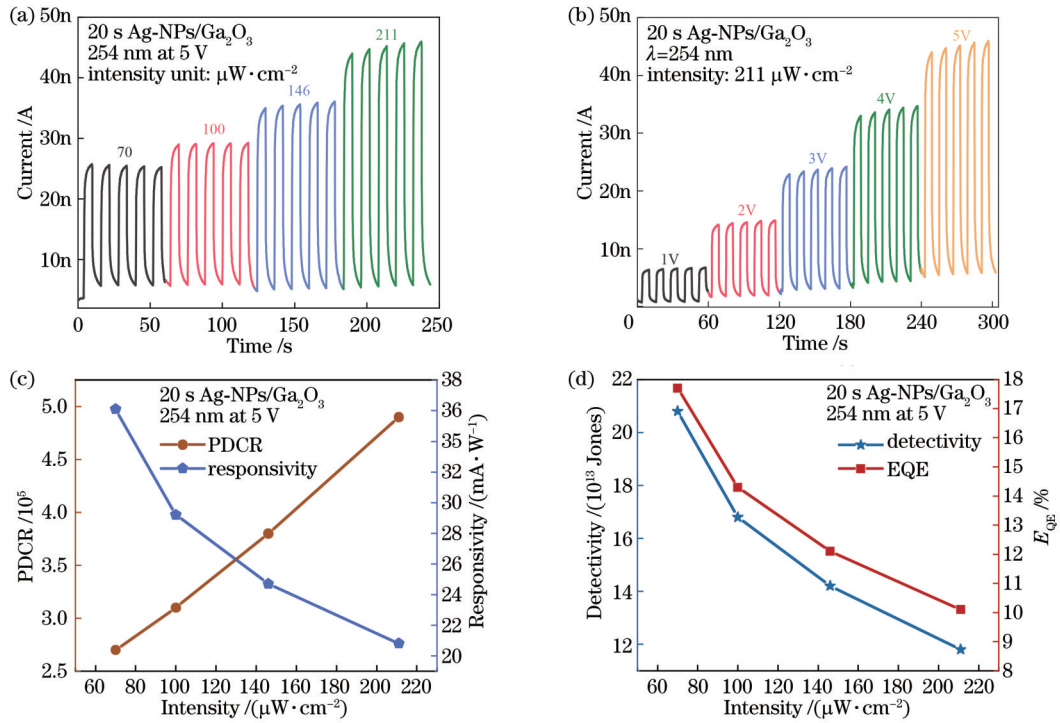 (a)
20 s Ag-NPs/Ga₂O₃
254 nm at 5 V
intensity unit: μW·cm⁻²
211
146
100
70
50n
40n
30n
20n
10n
Current /A
0 50 100 150 200 250
Time /s
(b)
20 s Ag-NPs/Ga₂O₃
λ=254 nm
intensity: 211 μW·cm⁻²
5V
4V
3V
2V
1V
50n
40n
30n
20n
10n
0n
Current /A
0 60 120 180 240 300
Time /s
(c)
20 s Ag-NPs/Ga₂O₃
254 nm at 5 V
PDCR
responsivity
5.0
4.5
4.0
3.5
3.0
2.5
PDCR /10⁵
38
36
35
32
30
28
26
24
22
20
Responsivity /(mA·W⁻¹)
60 80 100 120 140 160 180 200 220
Intensity /(μW·cm⁻²)
(d)
20 s Ag-NPs/Ga₂O₃
254 nm at 5 V
detectivity
EQE
22
20
18
16
14
12
Detectivity /(10¹³ Jones)
18
17
16
15
14
13
12
11
10
9
8
E_QE /%
60 80 100 120 140 160 180 200 220
Intensity /(μW·cm⁻²)